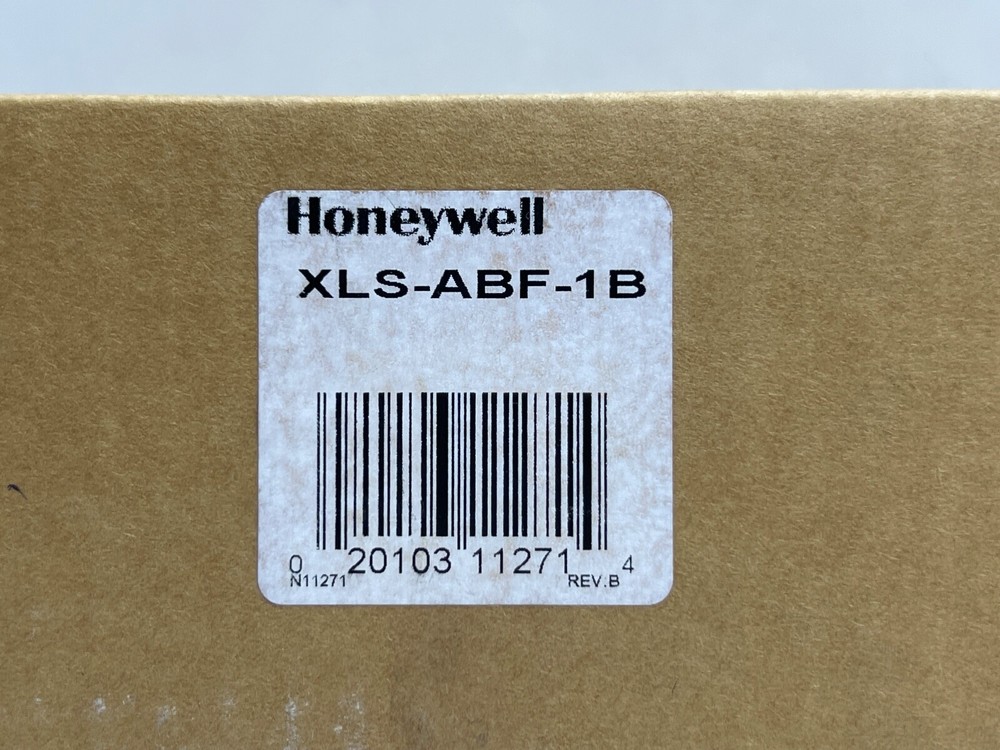 Honeywell
XLS-ABF-1B
0 20103 11271 4
N11271 REV.B